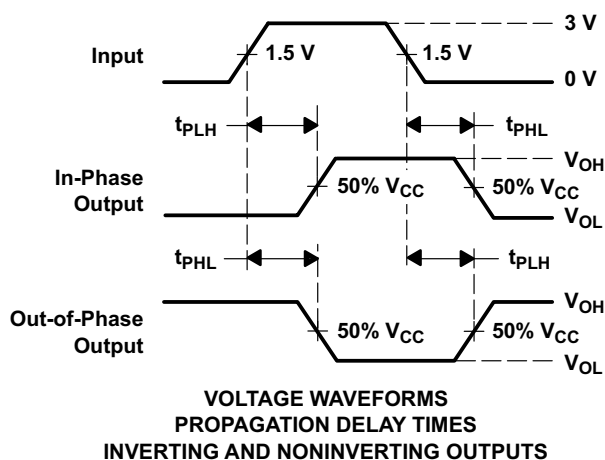 3 V
Input
1.5 V
1.5 V
0 V
tPLH
tPHL
VOH
In-Phase
Output
50% VCC
50% VCC
VOL
tPHL
tPLH
VOH
Out-of-Phase
Output
50% VCC
50% VCC
VOL
VOLTAGE WAVEFORMS
PROPAGATION DELAY TIMES
INVERTING AND NONINVERTING OUTPUTS